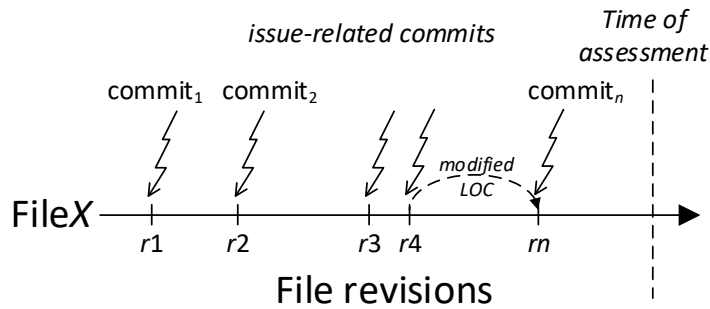 issue-related commits
Time of
assessment
commit₁
commit₂
commitₙ
modified
LOC
FileX
r1
r2
r3
r4
rn
File revisions